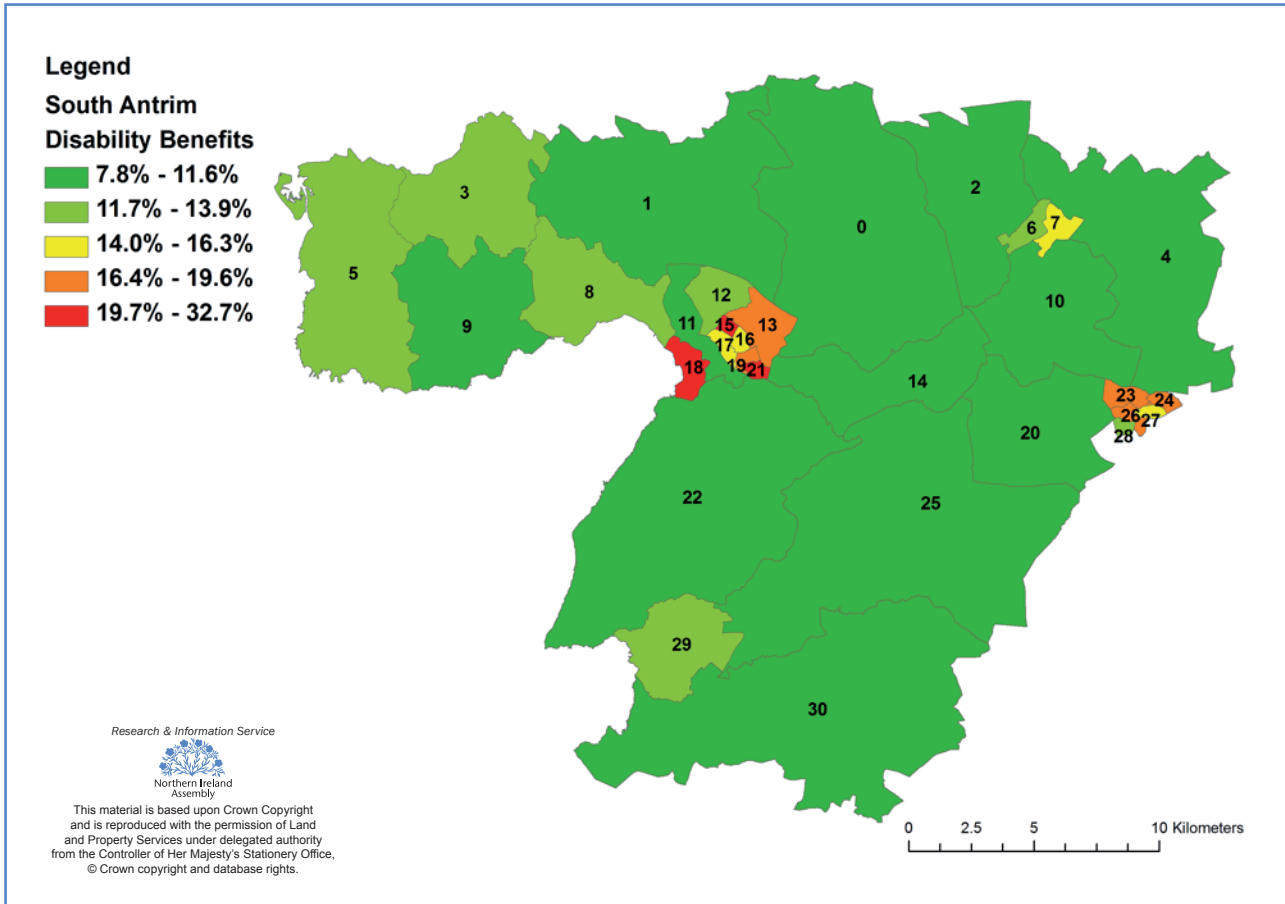 Legend
South Antrim
Disability Benefits
7.8% - 11.6%
11.7% - 13.9%
14.0% - 16.3%
16.4% - 19.6%
19.7% - 32.7%
0
1
2
3
4
5
6
7
8
9
10
11
12
13
14
15
16
17
18
19
20
21
22
23
24
25
26
27
28
29
30
Research & Information Service
Northern Ireland
Assembly
This material is based upon Crown Copyright
and is reproduced with the permission of Land
and Property Services under delegated authority
from the Controller of Her Majesty's Stationery Office,
© Crown copyright and database rights.
0 2.5 5 10 Kilometers